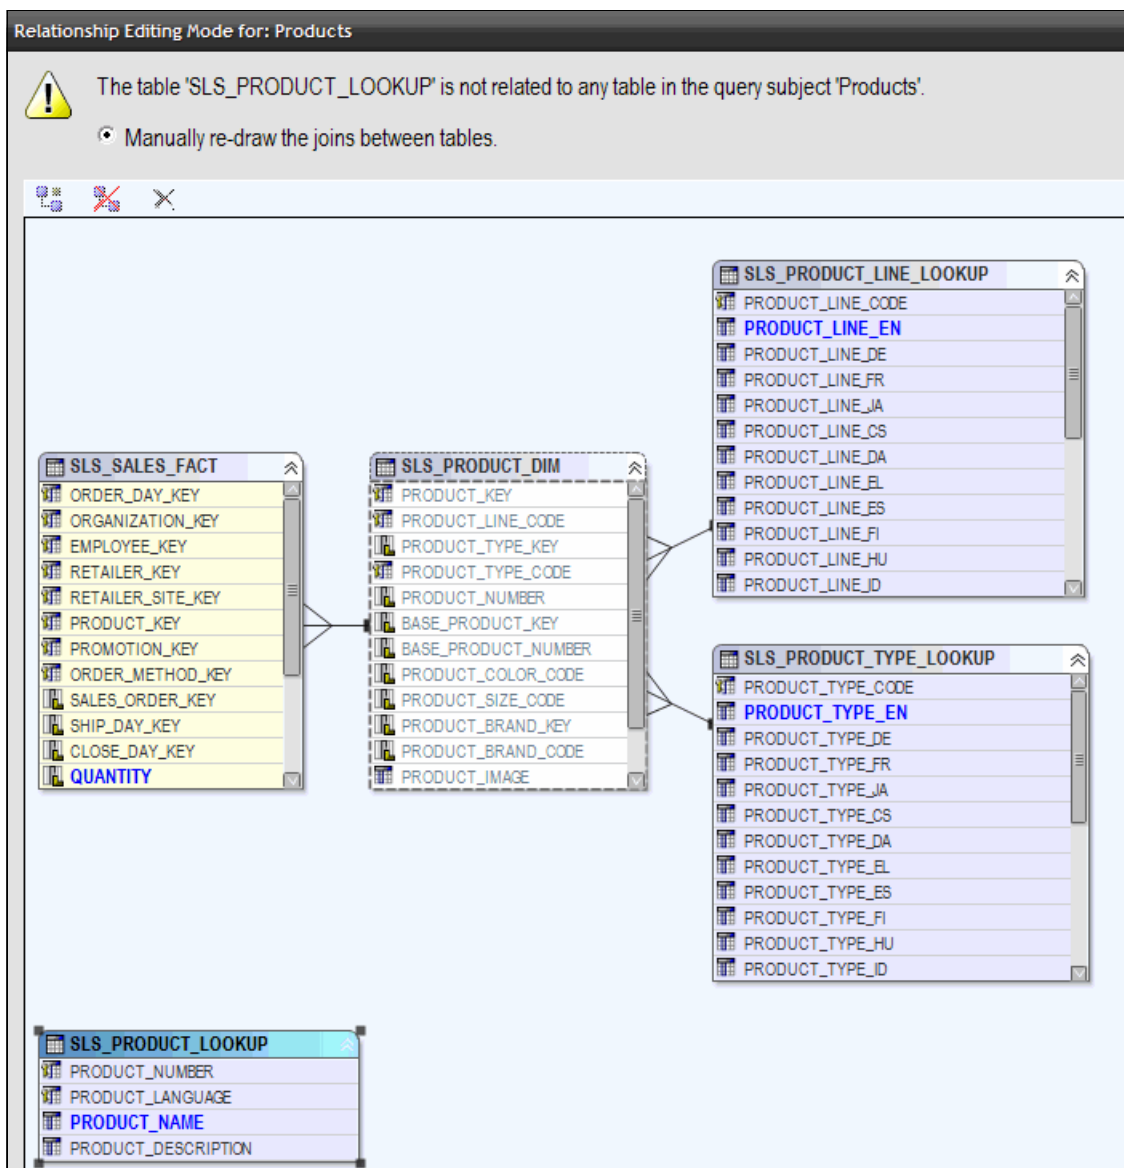 Relationship Editing Mode for: Products
The table 'SLS_PRODUCT_LOOKUP' is not related to any table in the query subject 'Products'.
Manually re-draw the joins between tables.
SLS_PRODUCT_LINE_LOOKUP
PRODUCT_LINE_CODE
PRODUCT_LINE_EN
PRODUCT_LINE_DE
PRODUCT_LINE_FR
PRODUCT_LINE_JA
PRODUCT_LINE_CS
PRODUCT_LINE_DA
PRODUCT_LINE_EL
PRODUCT_LINE_ES
PRODUCT_LINE_FI
PRODUCT_LINE_HU
PRODUCT_LINE_ID
SLS_SALES_FACT
ORDER_DAY_KEY
ORGANIZATION_KEY
EMPLOYEE_KEY
RETAILER_KEY
RETAILER_SITE_KEY
PRODUCT_KEY
PROMOTION_KEY
ORDER_METHOD_KEY
SALES_ORDER_KEY
SHIP_DAY_KEY
CLOSE_DAY_KEY
QUANTITY
SLS_PRODUCT_DIM
PRODUCT_KEY
PRODUCT_LINE_CODE
PRODUCT_TYPE_KEY
PRODUCT_TYPE_CODE
PRODUCT_NUMBER
BASE_PRODUCT_KEY
BASE_PRODUCT_NUMBER
PRODUCT_COLOR_CODE
PRODUCT_SIZE_CODE
PRODUCT_BRAND_KEY
PRODUCT_BRAND_CODE
PRODUCT_IMAGE
SLS_PRODUCT_TYPE_LOOKUP
PRODUCT_TYPE_CODE
PRODUCT_TYPE_EN
PRODUCT_TYPE_DE
PRODUCT_TYPE_FR
PRODUCT_TYPE_JA
PRODUCT_TYPE_CS
PRODUCT_TYPE_DA
PRODUCT_TYPE_EL
PRODUCT_TYPE_ES
PRODUCT_TYPE_FI
PRODUCT_TYPE_HU
PRODUCT_TYPE_ID
SLS_PRODUCT_LOOKUP
PRODUCT_NUMBER
PRODUCT_LANGUAGE
PRODUCT_NAME
PRODUCT_DESCRIPTION